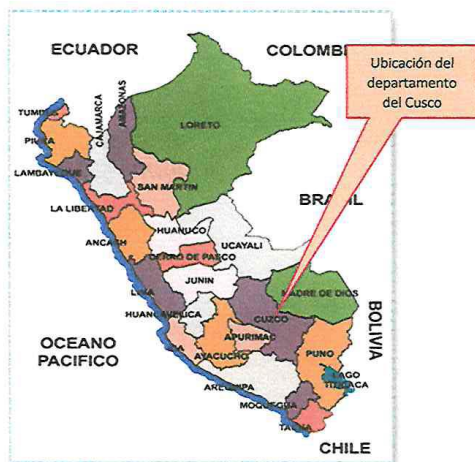 ECUADOR
COLOMB
Ubicación del
departamento
del Cusco
TUMBES
PIURA
CAJAMARCA
AMAZONAS
LORETO
LAMBAYEQUE
SAN MARTIN
LA LIBERTAD
BRASIL
ANCASH
HUANUCO
UCAYALI
CERRO DE PASCO
JUNIN
LIMA
MADRE DE DIOS
HUANCAVELICA
CUZCO
BOLIVIA
OCEANO
PACIFICO
APURIMAC
AYACUCHO
PUNO
LAGO
TITICACA
AREQUIPA
MOQUEGUA
TACNA
CHILE